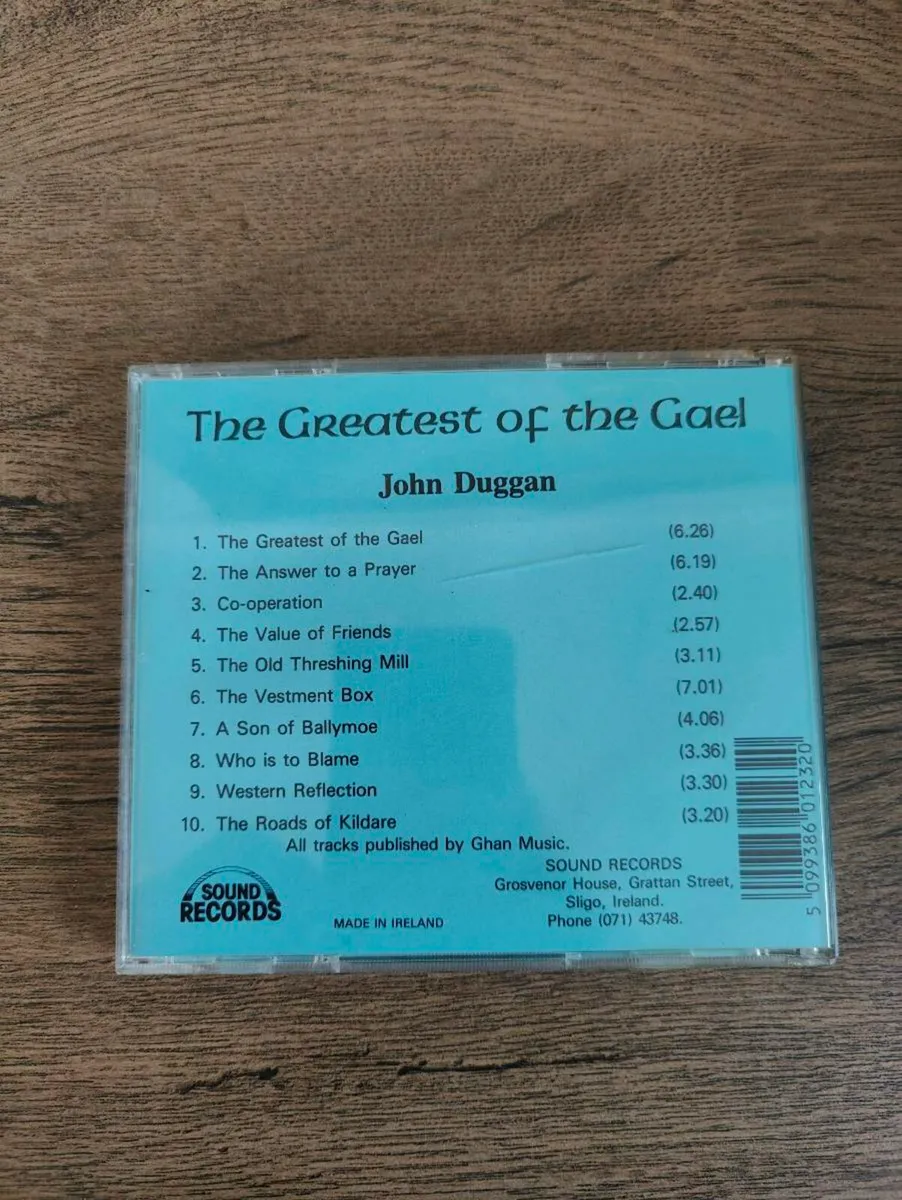 The Greatest of the Gael
John Duggan
1. The Greatest of the Gael (6.26)
2. The Answer to a Prayer (6.19)
3. Co-operation (2.40)
4. The Value of Friends (2.57)
5. The Old Threshing Mill (3.11)
6. The Vestment Box (7.01)
7. A Son of Ballymoe (4.06)
8. Who is to Blame (3.36)
9. Western Reflection (3.30)
10. The Roads of Kildare (3.20)
All tracks published by Ghan Music.
SOUND RECORDS
Grosvenor House, Grattan Street,
Sligo, Ireland.
Phone (071) 43748.
SOUND
RECORDS
MADE IN IRELAND
5 099386 012320